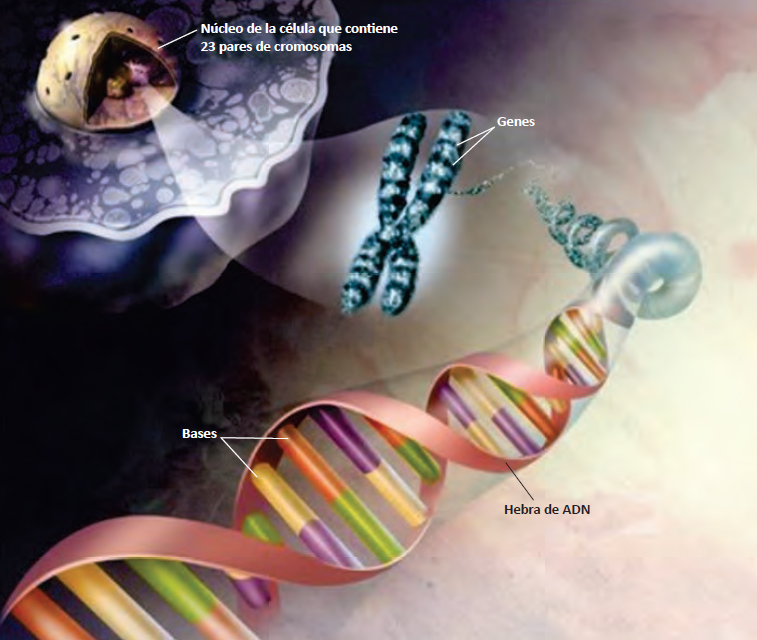 Núcleo de la célula que contiene
23 pares de cromosomas
Genes
Bases
Hebra de ADN